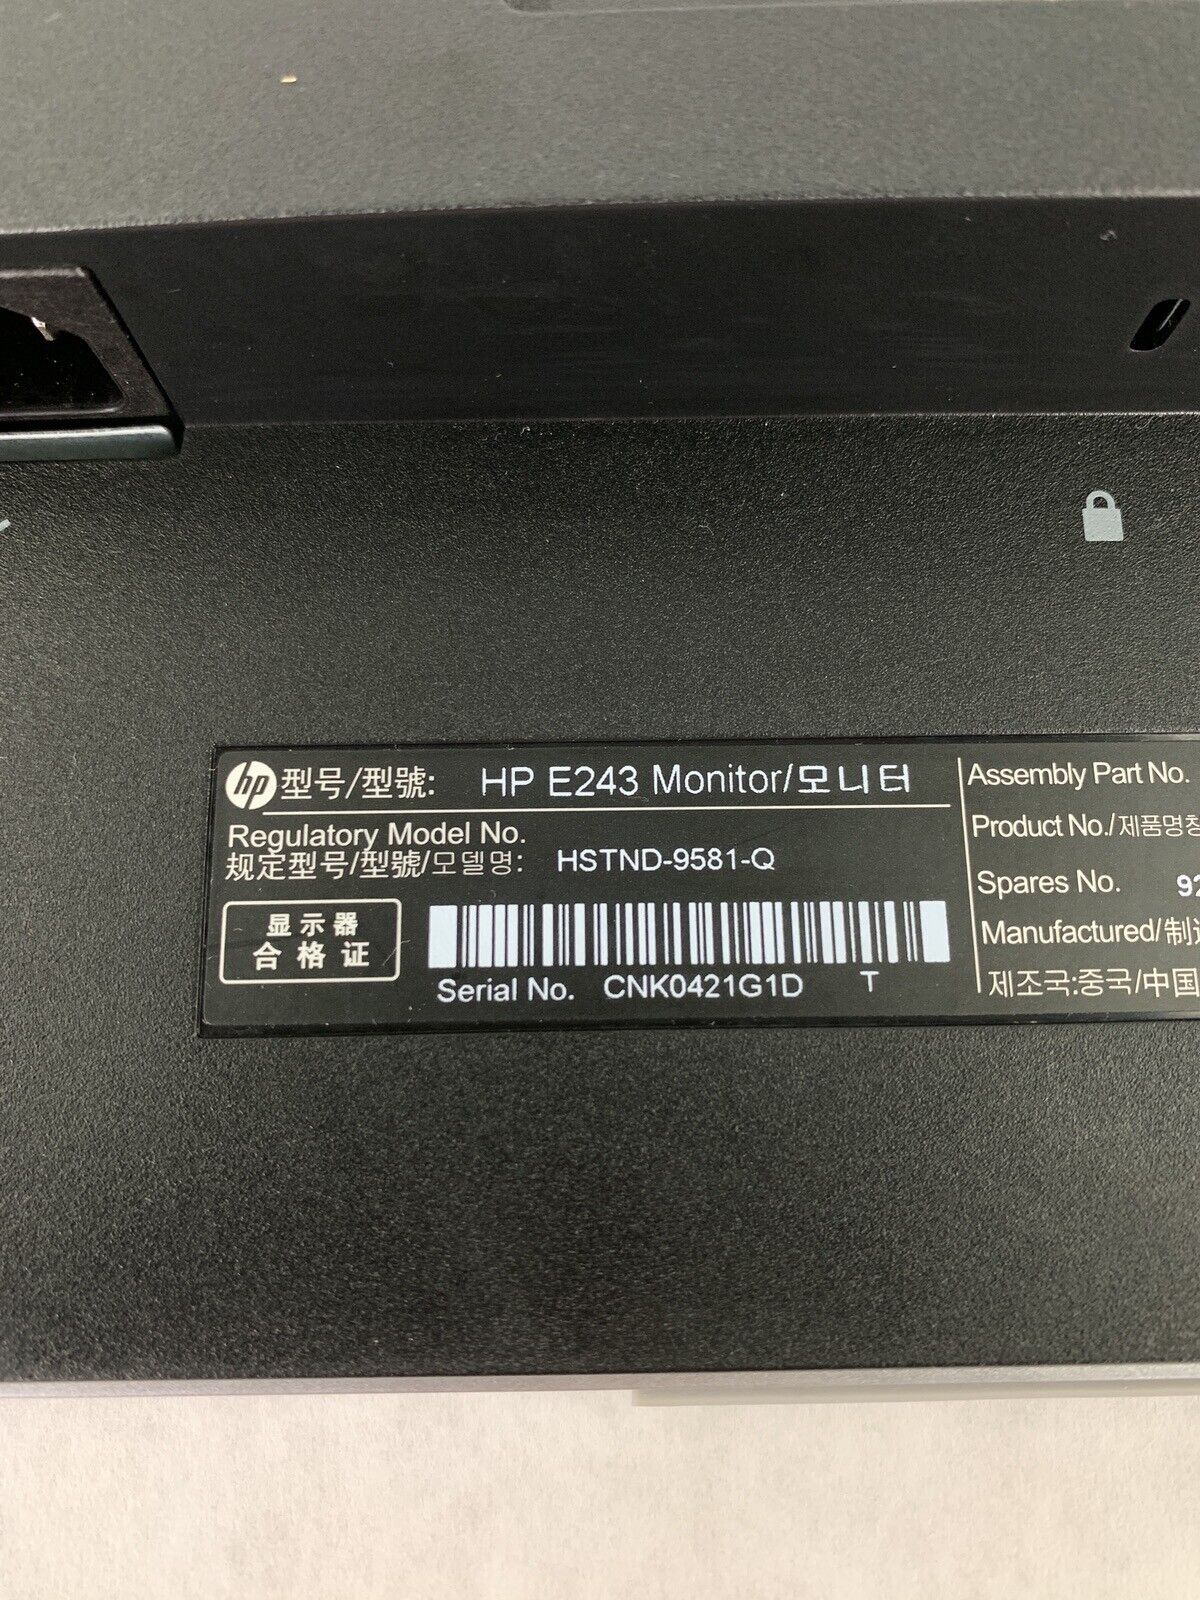 hp 型号/型號: HP E243 Monitor/모니터
Regulatory Model No.
规定型号/型號/모델명: HSTND-9581-Q
显示器
合格证
Serial No. CNK0421G1D T
Assembly Part No.
Product No./제품명칭
Spares No. 92
Manufactured/制造
제조국:중국/中国